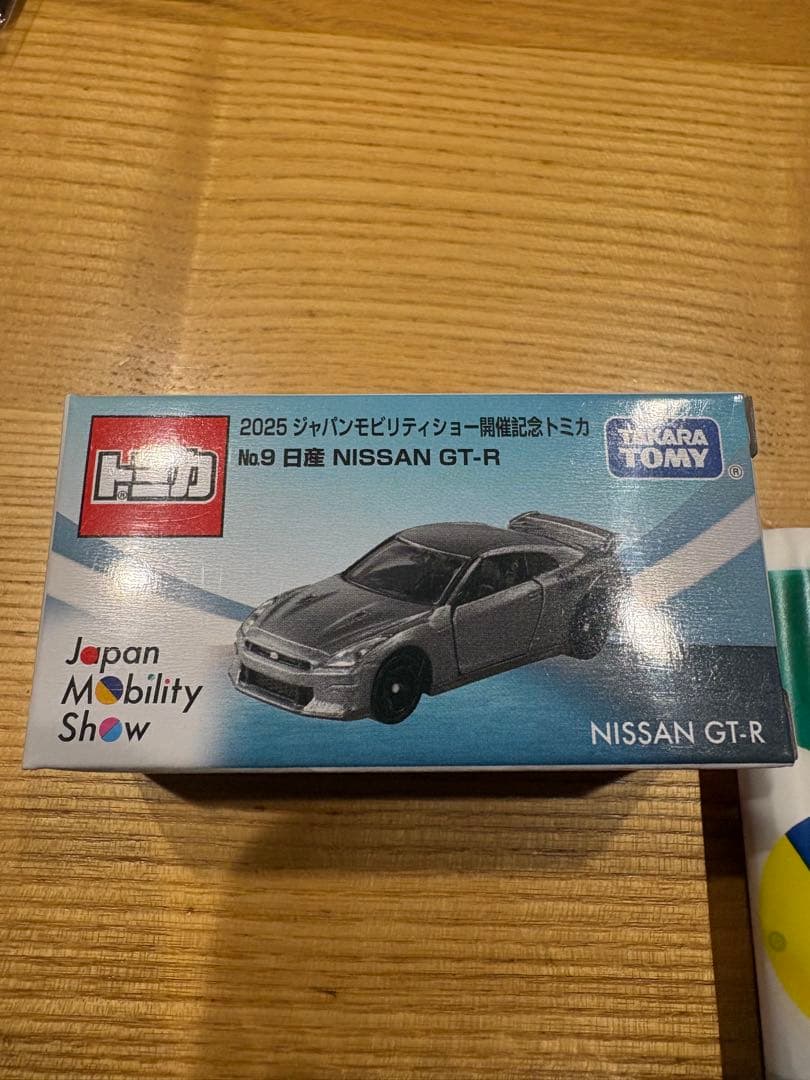 トミカ
®
2025 ジャパンモビリティショー開催記念トミカ
No.9 日産 NISSAN GT-R
TAKARA
TOMY
®
Japan
Mobility
Show
NISSAN GT-R